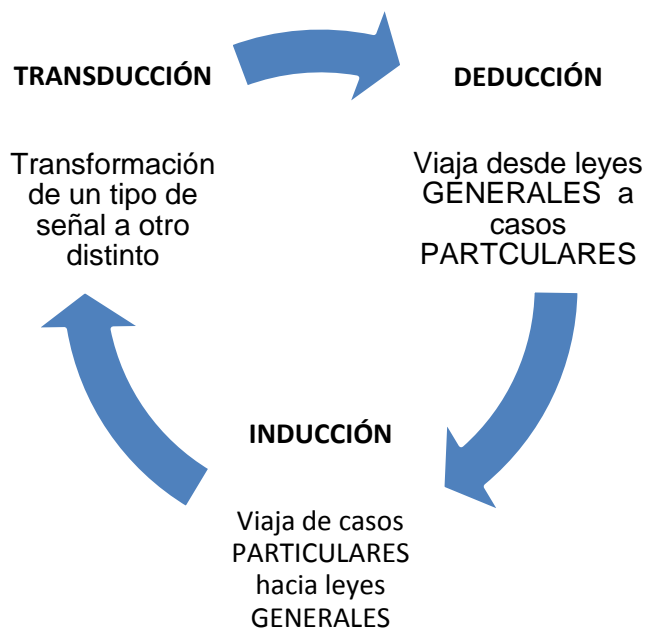 TRANSDUCCIÓN
Transformación
de un tipo de
señal a otro
distinto
DEDUCCIÓN
Viaja desde leyes
GENERALES a
casos
PARTCULARES
INDUCCIÓN
Viaja de casos
PARTICULARES
hacia leyes
GENERALES